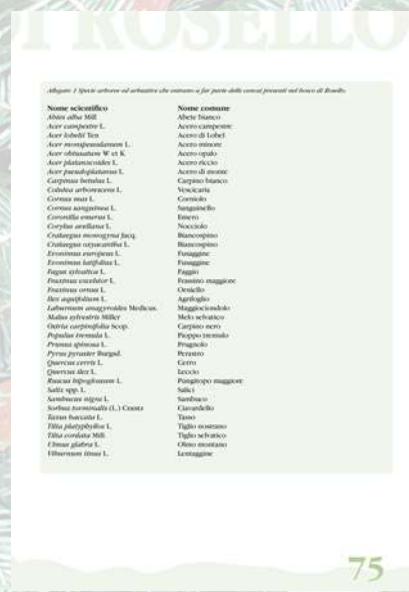 DI ROSELLO
Allegato 1 Specie arboree ed arbustive che entrano a far parte delle cenosi presenti nel bosco di Rosello.
Nome scientifico Nome comune
Abies alba Mill Abete bianco
Acer campestre L. Acero campestre
Acer lobelii Ten Acero di Lobel
Acer monspessulanum L. Acero minore
Acer obtusatum W. et K. Acero opalo
Acer platanoides L. Acero riccio
Acer pseudoplatanus L. Acero di monte
Carpinus betulus L. Carpino bianco
Colutea arborescens L. Vescicaria
Cornus mas L. Corniolo
Cornus sanguinea L. Sanguinello
Coronilla emerus L. Emero
Corylus avellana L. Nocciolo
Crataegus monogyna Jacq. Biancospino
Crataegus oxyacantha L. Biancospino
Evonimus europeus L. Fusaggine
Evonimus latifolius L. Fusaggine
Fagus sylvatica L. Faggio
Fraxinus excelsior L. Frassino maggiore
Fraxinus ornus L. Orniello
Ilex aquifolium L. Agrifoglio
Laburnum anagyroides Medicus. Maggiociondolo
Malus sylvestris Miller Melo selvatico
Ostria carpinifolia Scop. Carpino nero
Populus tremula L. Pioppo tremulo
Prunus spinosa L. Prugnolo
Pyrus pyraster Burgsd. Perastro
Quercus cerris L. Cerro
Quercus ilex L. Leccio
Ruscus hipoglossum L. Pungitopo maggiore
Salix spp. L. Salici
Sambucus nigra L. Sambuco
Sorbus torminalis (L.) Crantz Ciavardello
Taxus baccata L. Tasso
Tilia platyphyllos L. Tiglio nostrano
Tilia cordata Mill. Tiglio selvatico
Ulmus glabra L. Olmo montano
Viburnum tinus L. Lentaggine
75